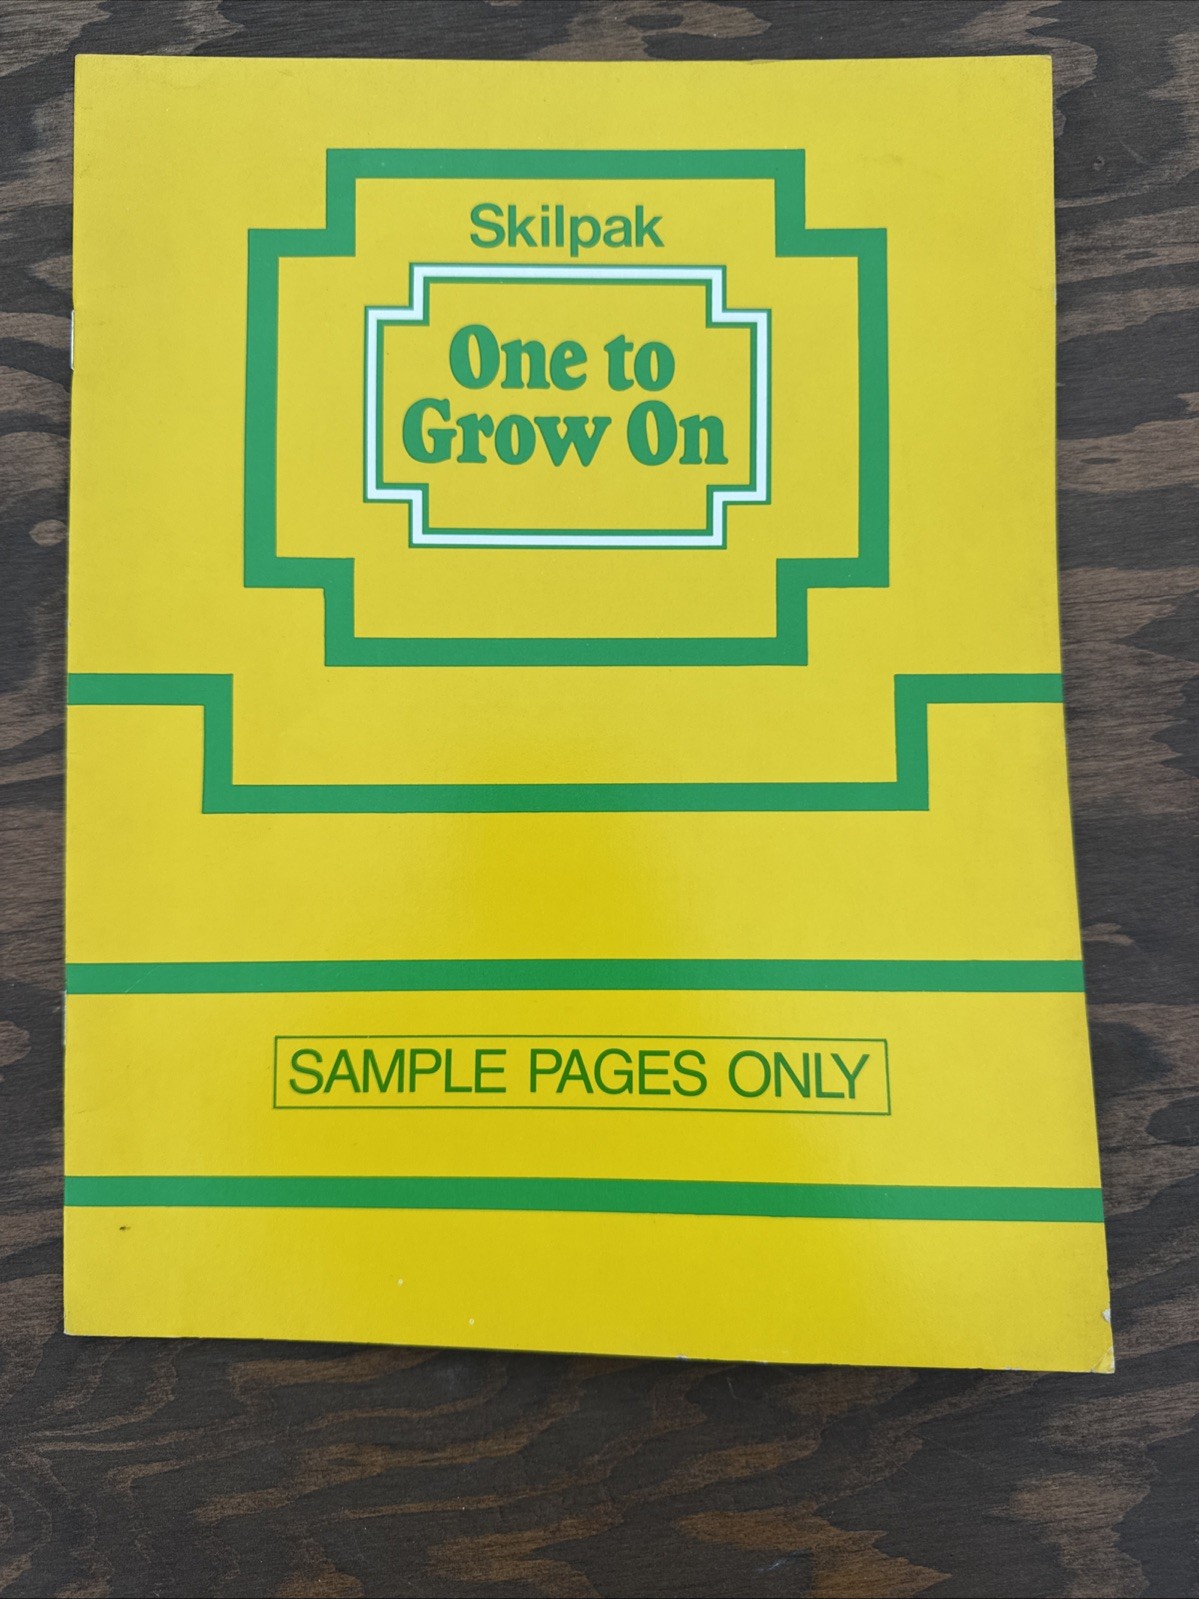 Skilpak
One to
Grow On
SAMPLE PAGES ONLY